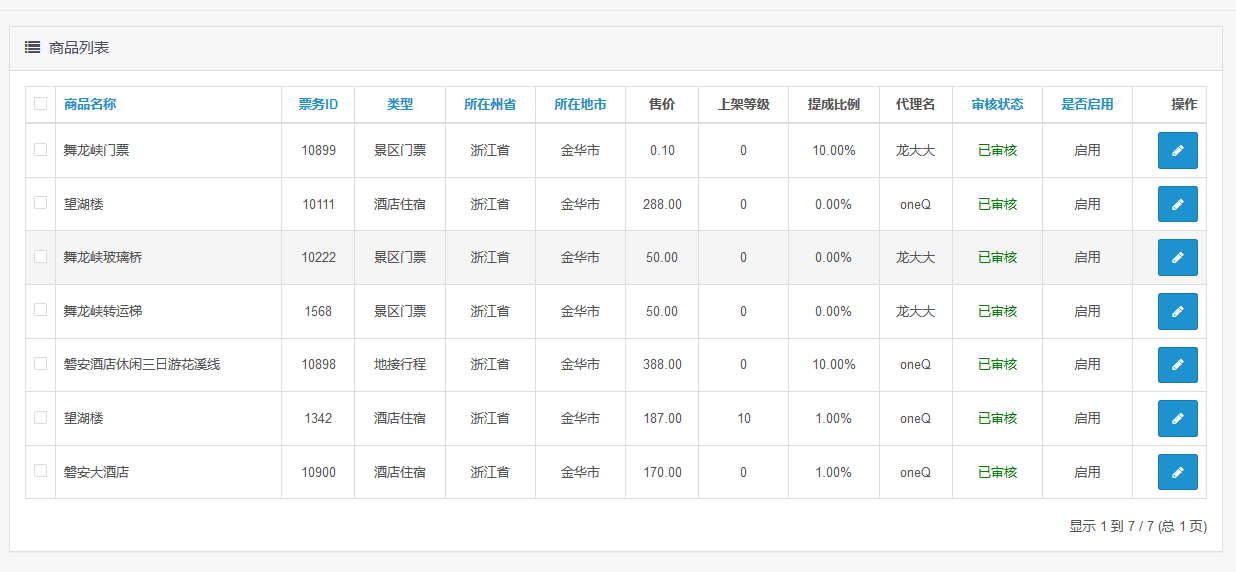 商品列表
商品名称 票务ID 类型 所在州省 所在地市 售价 上架等级 提成比例 代理名 审核状态 是否启用 操作
舞龙峡门票 10899 景区门票 浙江省 金华市 0.10 0 10.00% 龙大大 已审核 启用
望湖楼 10111 酒店住宿 浙江省 金华市 288.00 0 0.00% oneQ 已审核 启用
舞龙峡玻璃桥 10222 景区门票 浙江省 金华市 50.00 0 0.00% 龙大大 已审核 启用
舞龙峡转运梯 1568 景区门票 浙江省 金华市 50.00 0 0.00% 龙大大 已审核 启用
磐安酒店休闲三日游花溪线 10898 地接行程 浙江省 金华市 388.00 0 10.00% oneQ 已审核 启用
望湖楼 1342 酒店住宿 浙江省 金华市 187.00 10 1.00% oneQ 已审核 启用
磐安大酒店 10900 酒店住宿 浙江省 金华市 170.00 0 1.00% oneQ 已审核 启用
显示 1 到 7 / 7 (总 1 页)